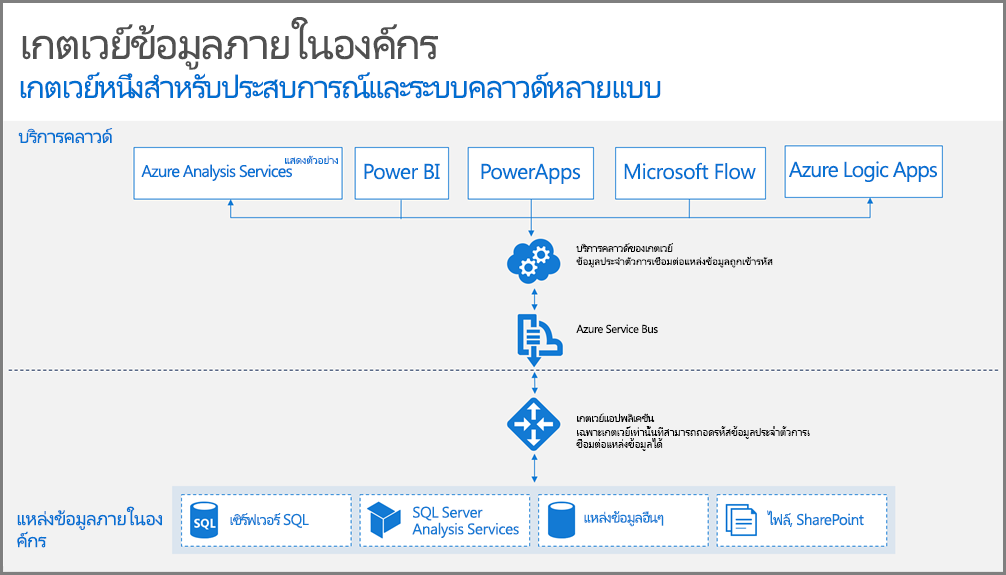 เกตเวย์ข้อมูลภายในองค์กร
เกตเวย์หนึ่งสำหรับประสบการณ์และระบบคลาวด์หลายแบบ
บริการคลาวด์
แสดงตัวอย่าง
Azure Analysis Services
Power BI
PowerApps
Microsoft Flow
Azure Logic Apps
บริการคลาวด์ของเกตเวย์
ข้อมูลประจำตัวการเชื่อมต่อแหล่งข้อมูลถูกเข้ารหัส
Azure Service Bus
เกตเวย์แอปพลิเคชัน
เฉพาะเกตเวย์เท่านั้นที่สามารถถอดรหัสข้อมูลประจำตัวการเ
ชื่อมต่อแหล่งข้อมูลได้
แหล่งข้อมูลภายในอง
ค์กร
SQL
เซิร์ฟเวอร์ SQL
SQL Server
Analysis Services
แหล่งข้อมูลอื่นๆ
ไฟล์, SharePoint